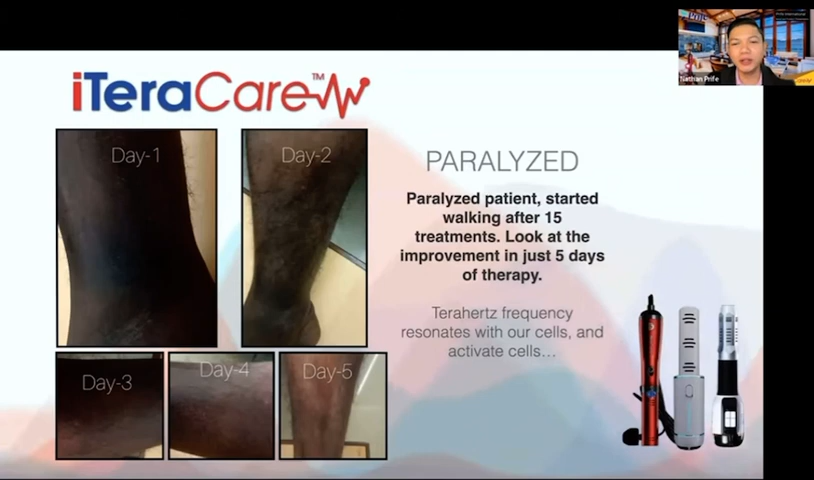 iTeraCare™
Day-1
Day-2
PARALYZED
Paralyzed patient, started
walking after 15
treatments. Look at the
improvement in just 5 days
of therapy.
Terahertz frequency
resonates with our cells, and
activate cells…
Day-3
Day-4
Day-5
Nathan Prife